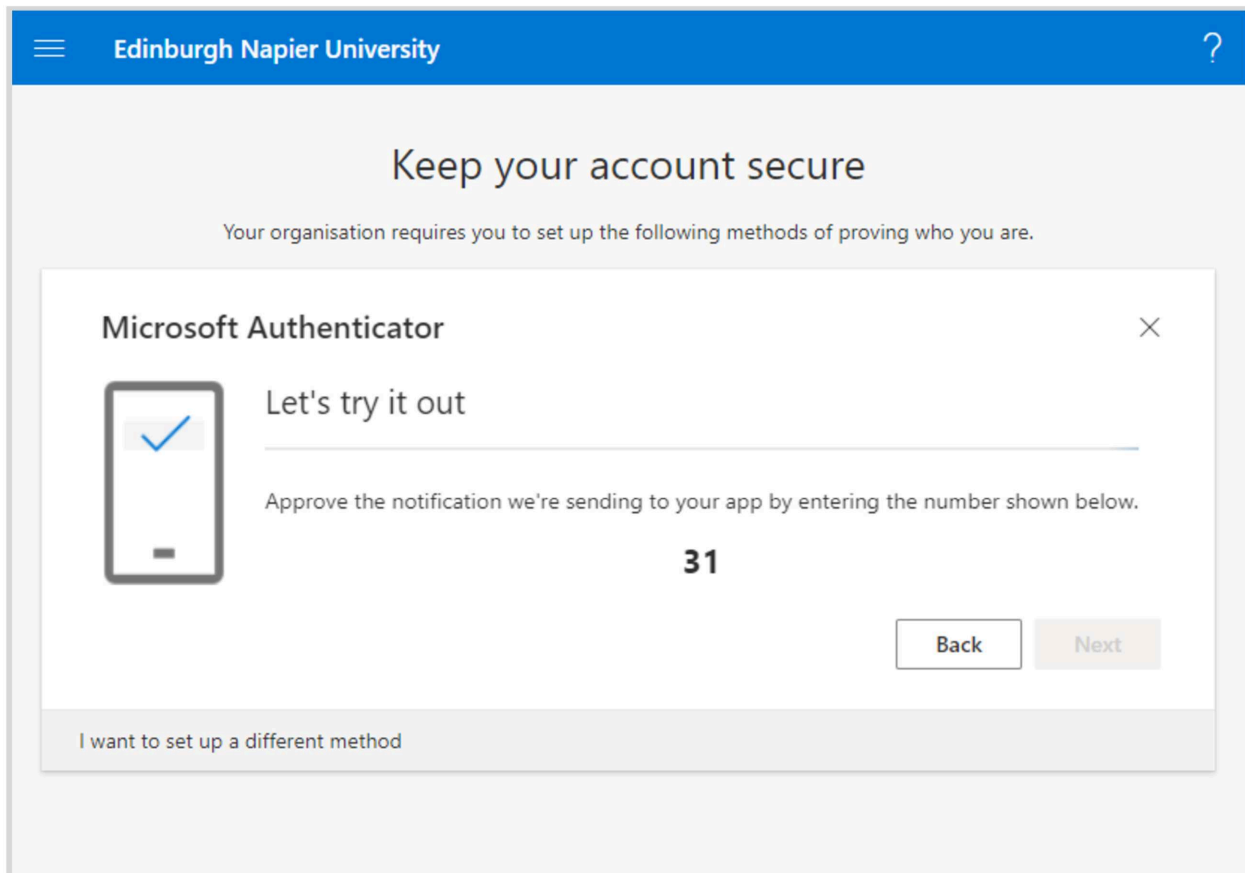 Edinburgh Napier University
?
Keep your account secure
Your organisation requires you to set up the following methods of proving who you are.
Microsoft Authenticator
Let's try it out
Approve the notification we're sending to your app by entering the number shown below.
31
Back Next
I want to set up a different method